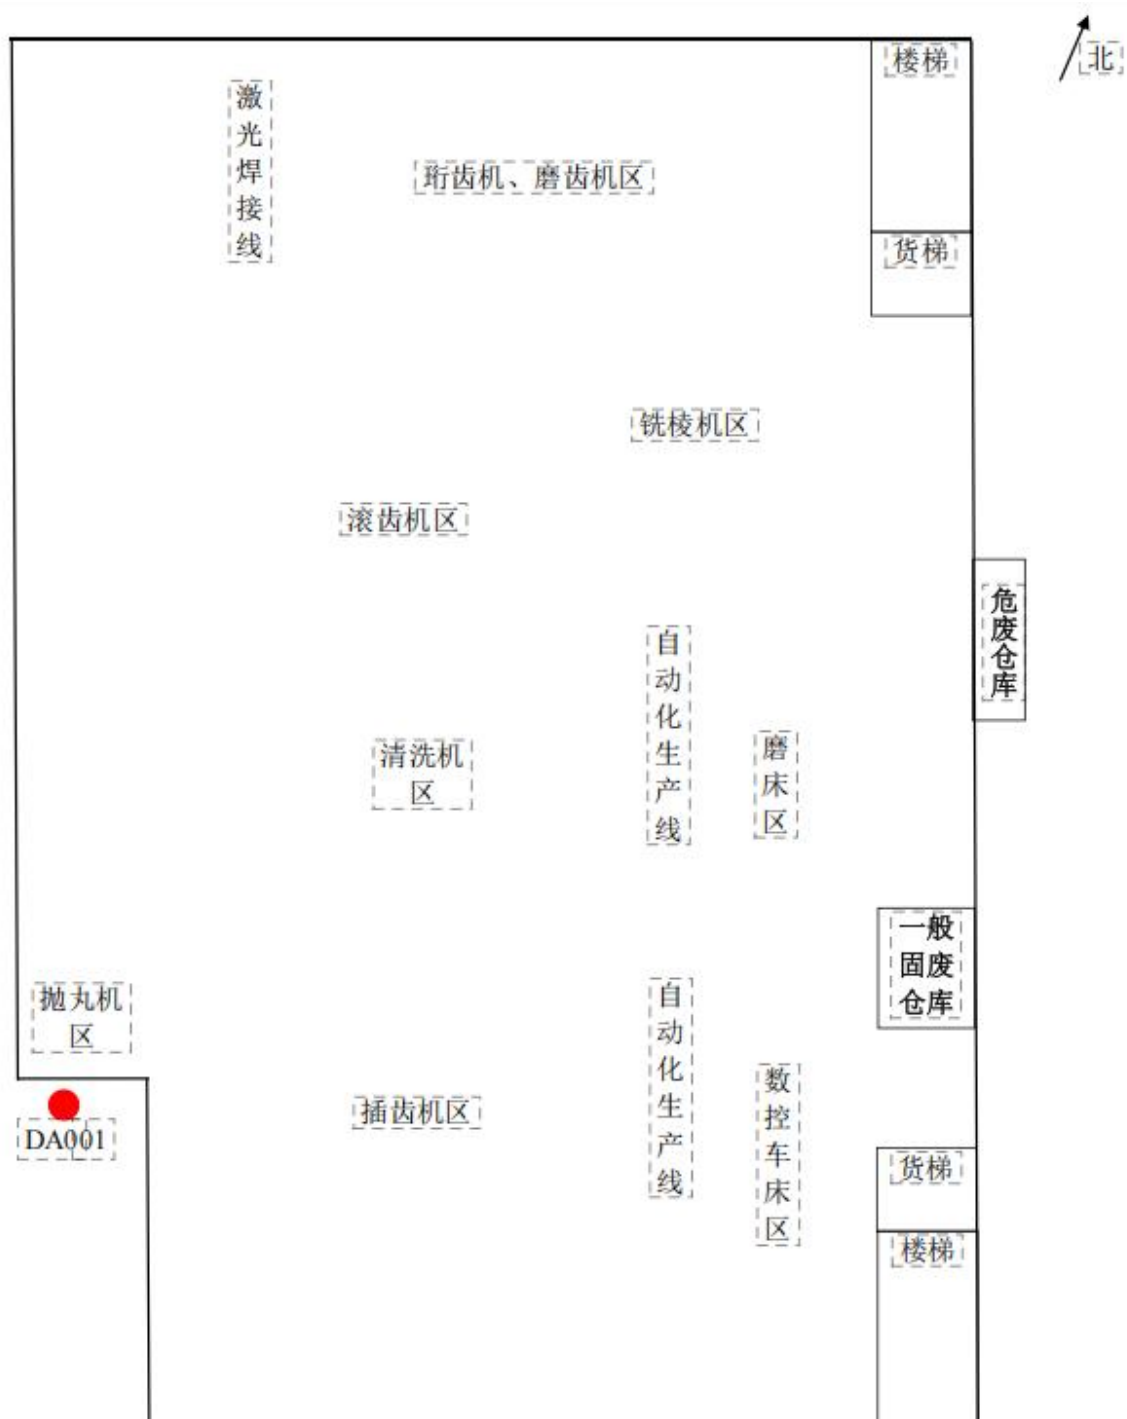 楼梯
北
激光焊接线
珩齿机、磨齿机区
货梯
铣棱机区
滚齿机区
危废仓库
自动化生产线
清洗机
区
磨床区
一般
固废
仓库
抛丸机
区
自动化生产线
数控车床区
插齿机区
DA001
货梯
楼梯